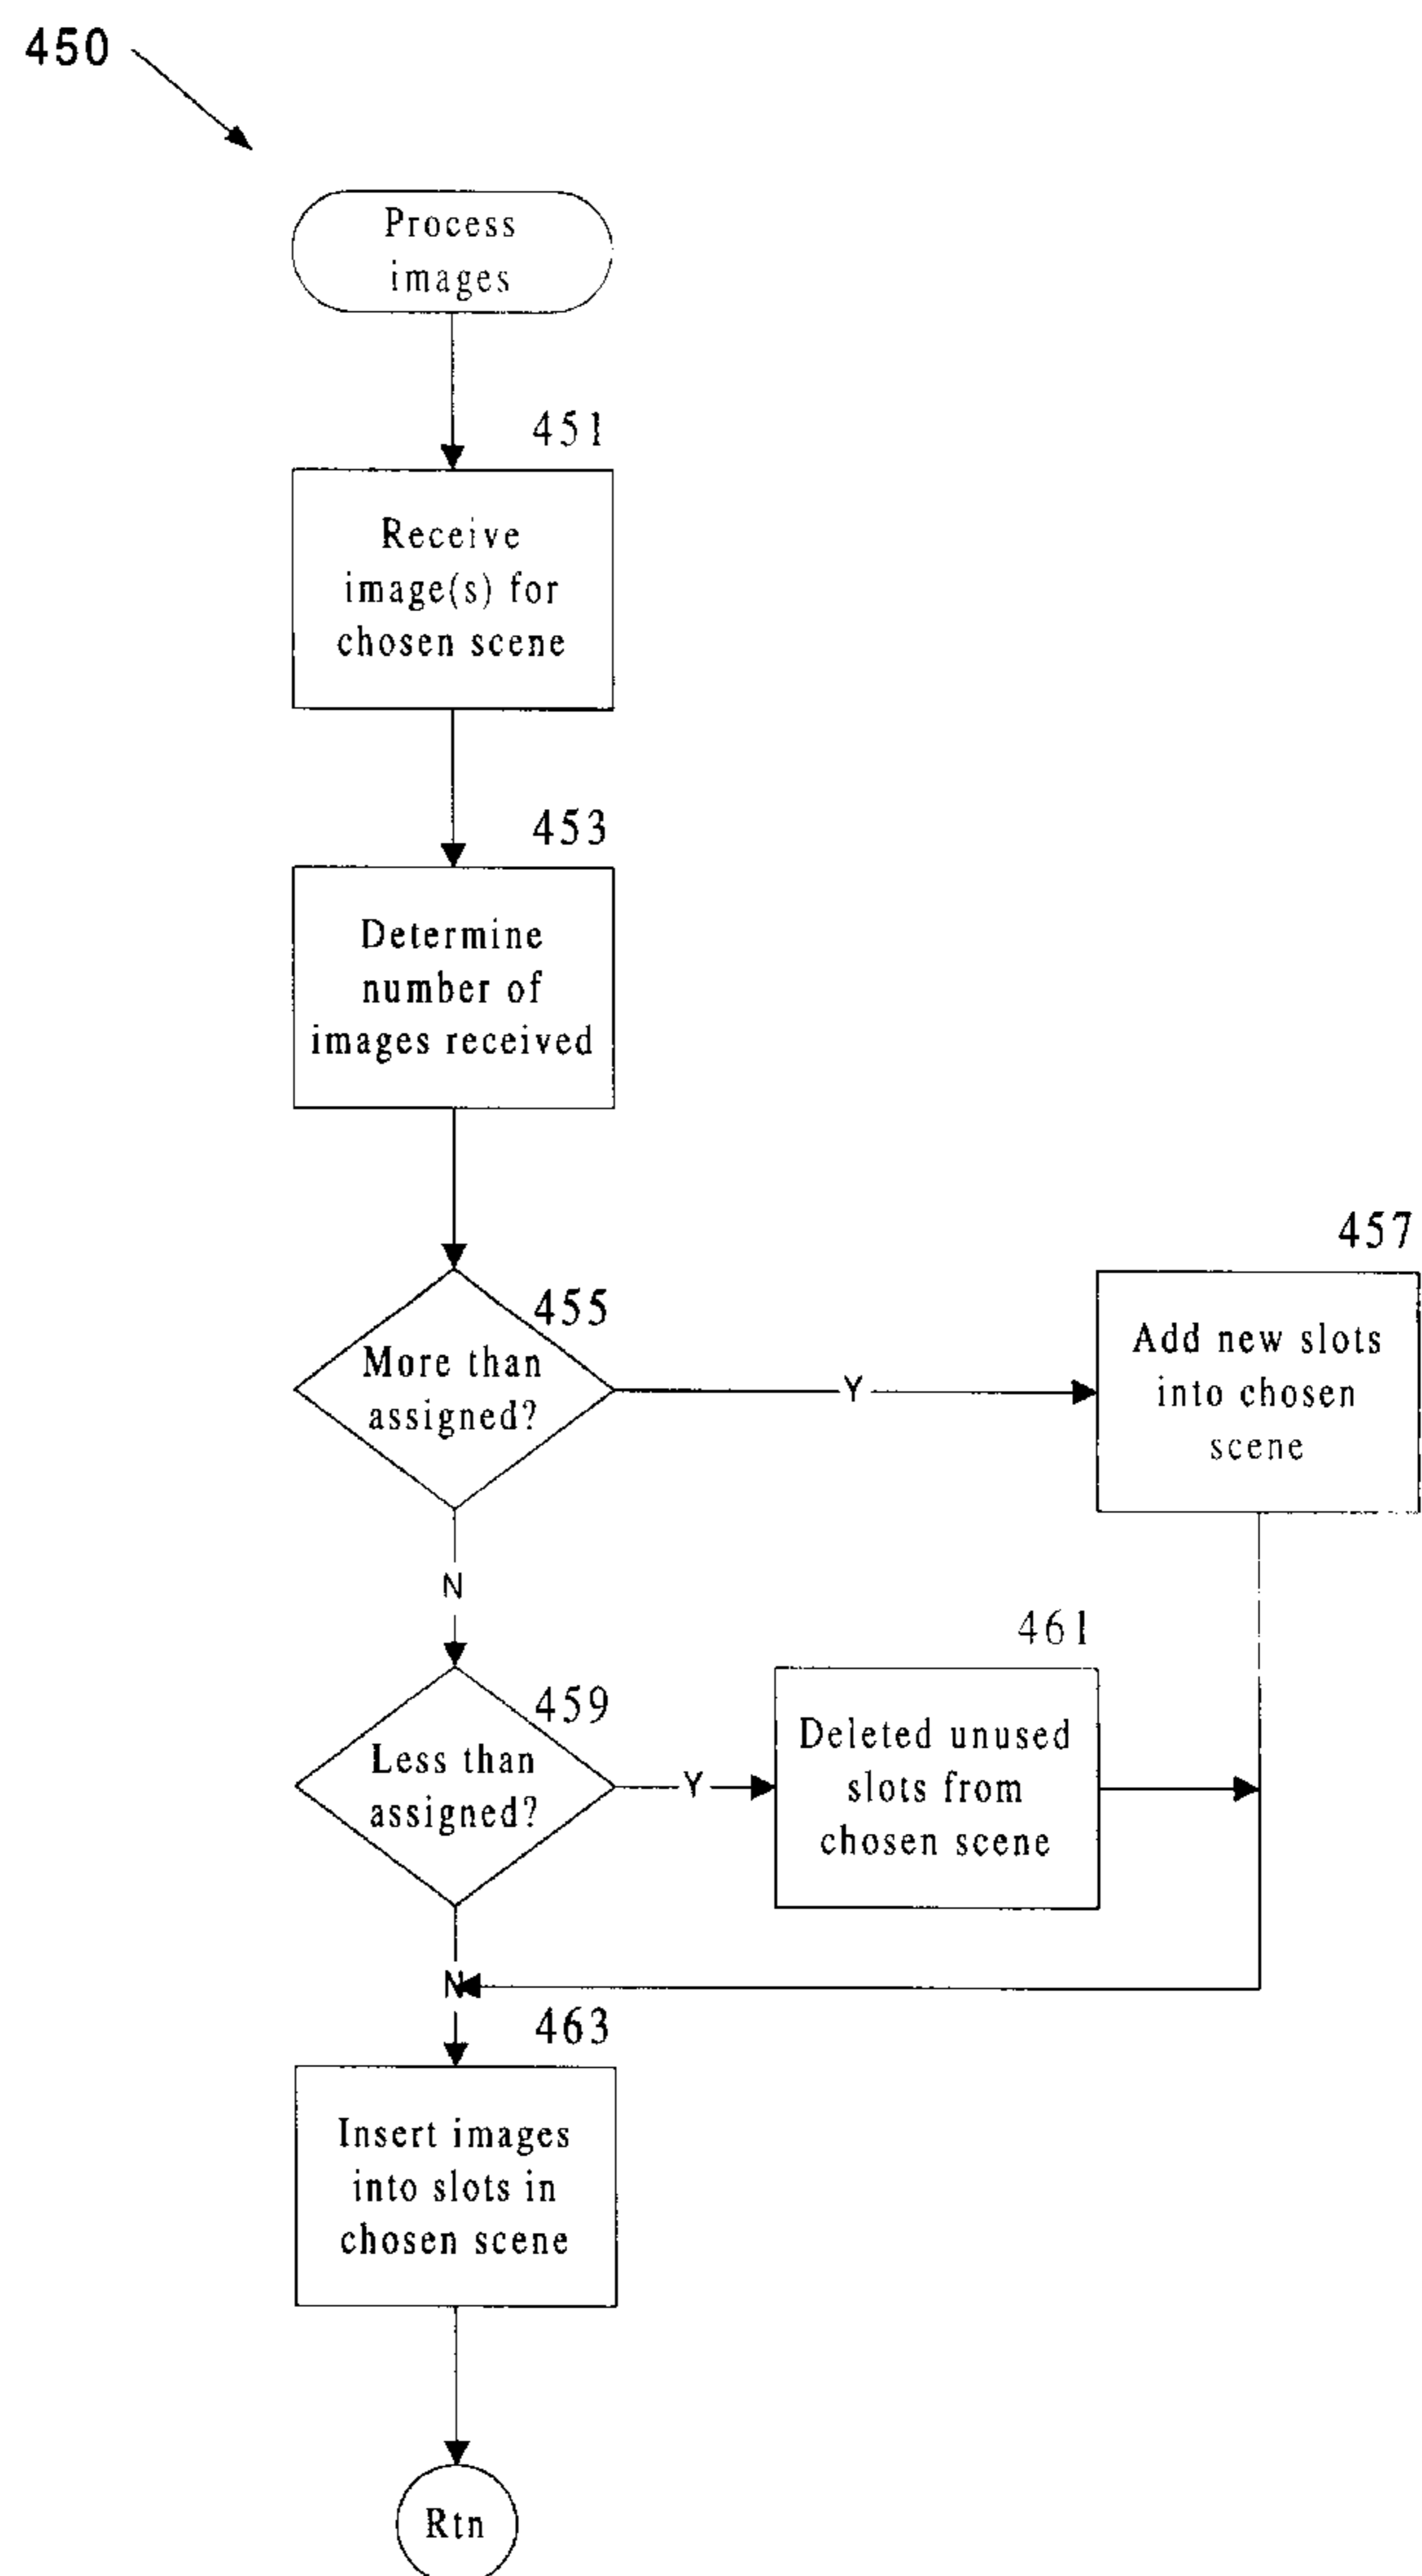 450
Process
images
451
Receive
image(s) for
chosen scene
453
Determine
number of
images received
455
More than
assigned?
Y
457
Add new slots
into chosen
scene
N
459
Less than
assigned?
Y
461
Deleted unused
slots from
chosen scene
N
463
Insert images
into slots in
chosen scene
Rtn